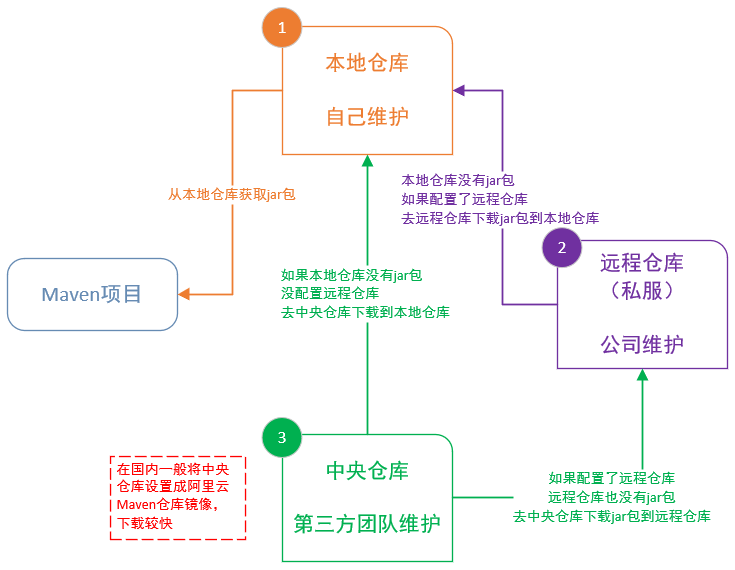 1
本地仓库
自己维护
从本地仓库获取jar包
本地仓库没有jar包
如果配置了远程仓库
去远程仓库下载jar包到本地仓库
2
远程仓库
（私服）
公司维护
Maven项目
如果本地仓库没有jar包
没配置远程仓库
去中央仓库下载到本地仓库
3
中央仓库
第三方团队维护
在国内一般将中央
仓库设置成阿里云
Maven仓库镜像，
下载较快
如果配置了远程仓库
远程仓库也没有jar包
去中央仓库下载jar包到远程仓库